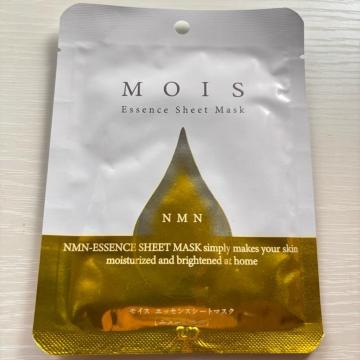 MOIS
Essence Sheet Mask
NMN
NMN-ESSENCE SHEET MASK simply makes your skin
moisturized and brightened at home
モイス エッセンスシートマスク